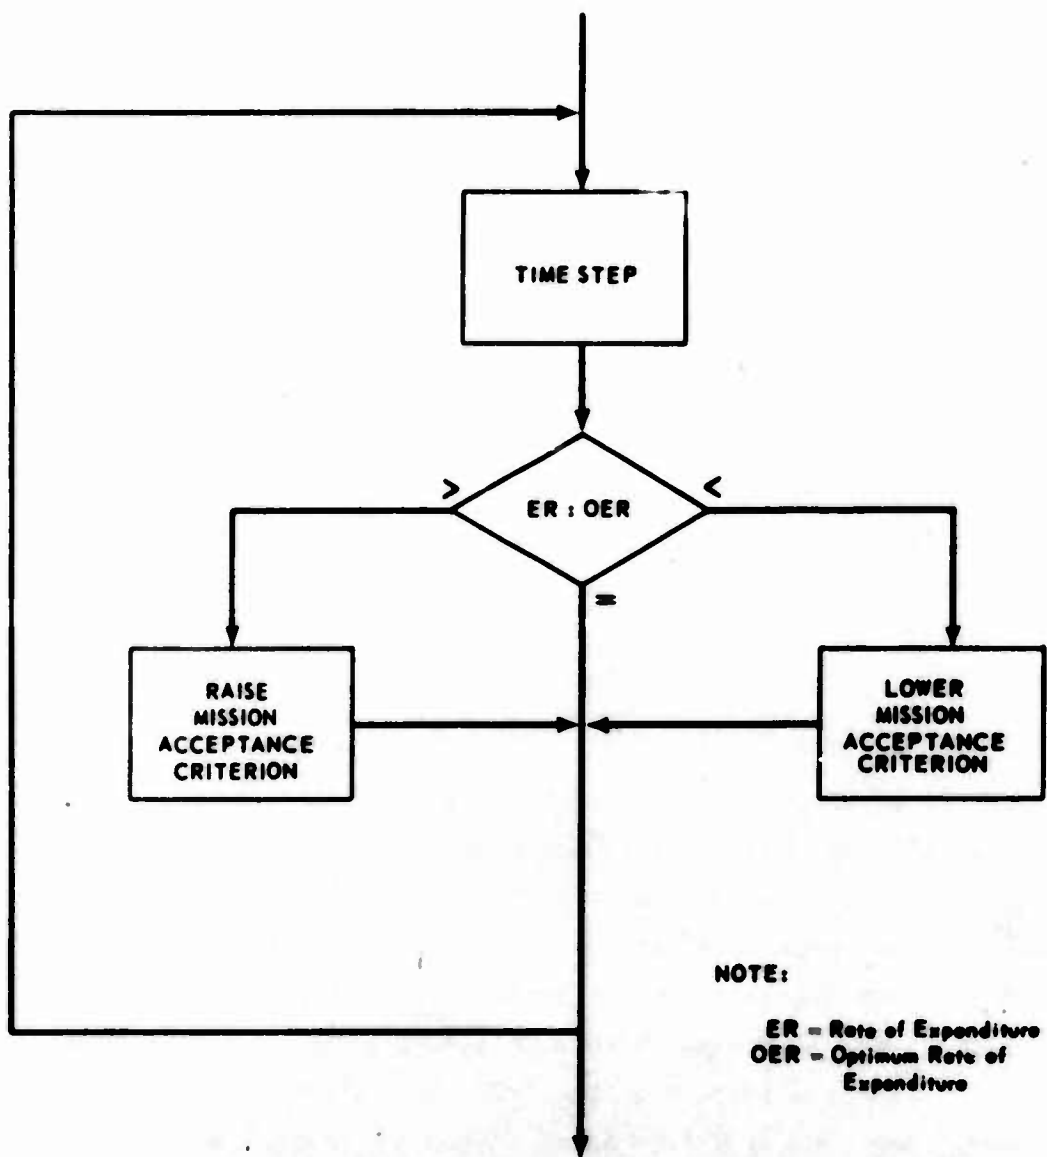 TIME STEP
>
ER : OER
<
=
RAISE
MISSION
ACCEPTANCE
CRITERION
LOWER
MISSION
ACCEPTANCE
CRITERION
NOTE:
ER = Rate of Expenditure
OER = Optimum Rate of
Expenditure